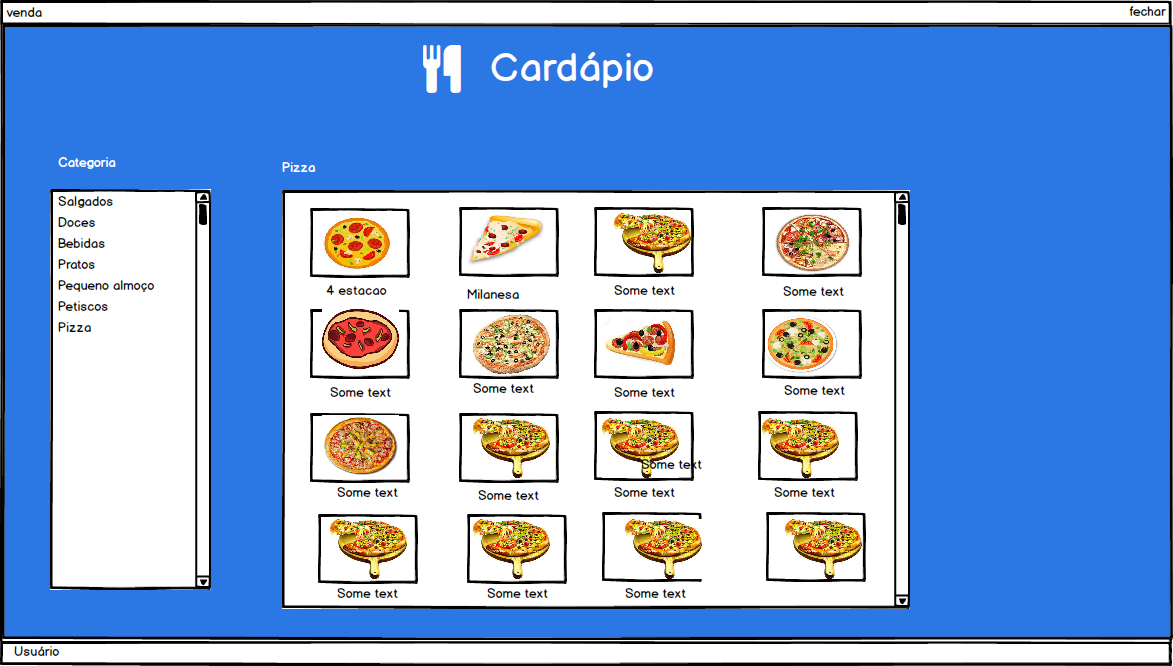 venda
fechar
Cardápio
Categoria
Pizza
Salgados
Doces
Bebidas
Pratos
Pequeno almoço
Petiscos
Pizza
4 estacao
Milanesa
Some text
Some text
Some text
Some text
Some text
Some text
Some text
Some text
Some text
Some text
Some text
Some text
Some text
Some text
Usuário